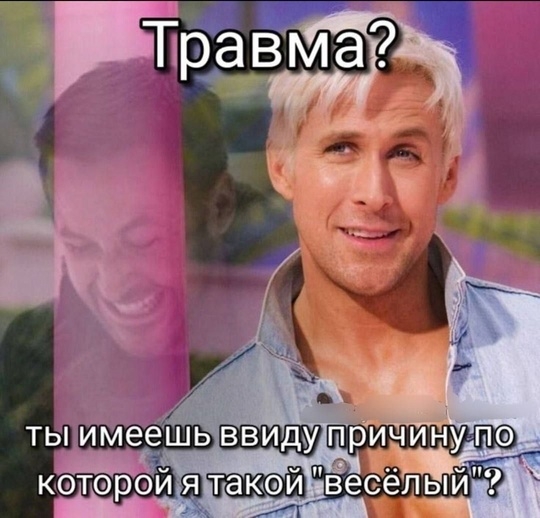 Травма?
ты имеешь ввиду причину по
которой я такой "весёлый"?